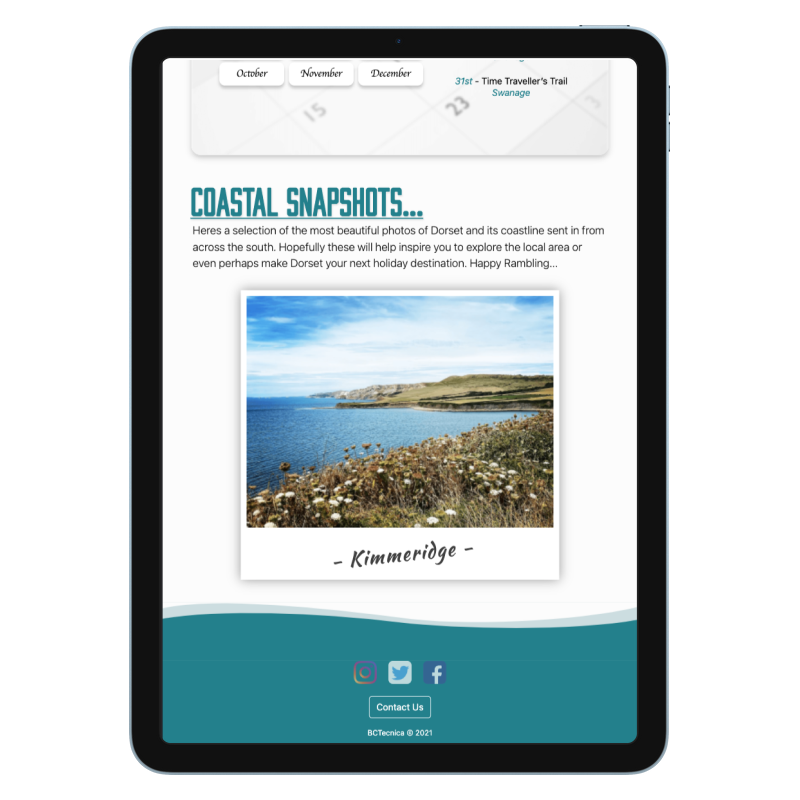 October
November
December
31st - Time Traveller's Trail
Swanage
15
23
3
COASTAL SNAPSHOTS...
Heres a selection of the most beautiful photos of Dorset and its coastline sent in from
across the south. Hopefully these will help inspire you to explore the local area or
even perhaps make Dorset your next holiday destination. Happy Rambling...
- Kimmeridge -
Contact Us
BCTecnica © 2021